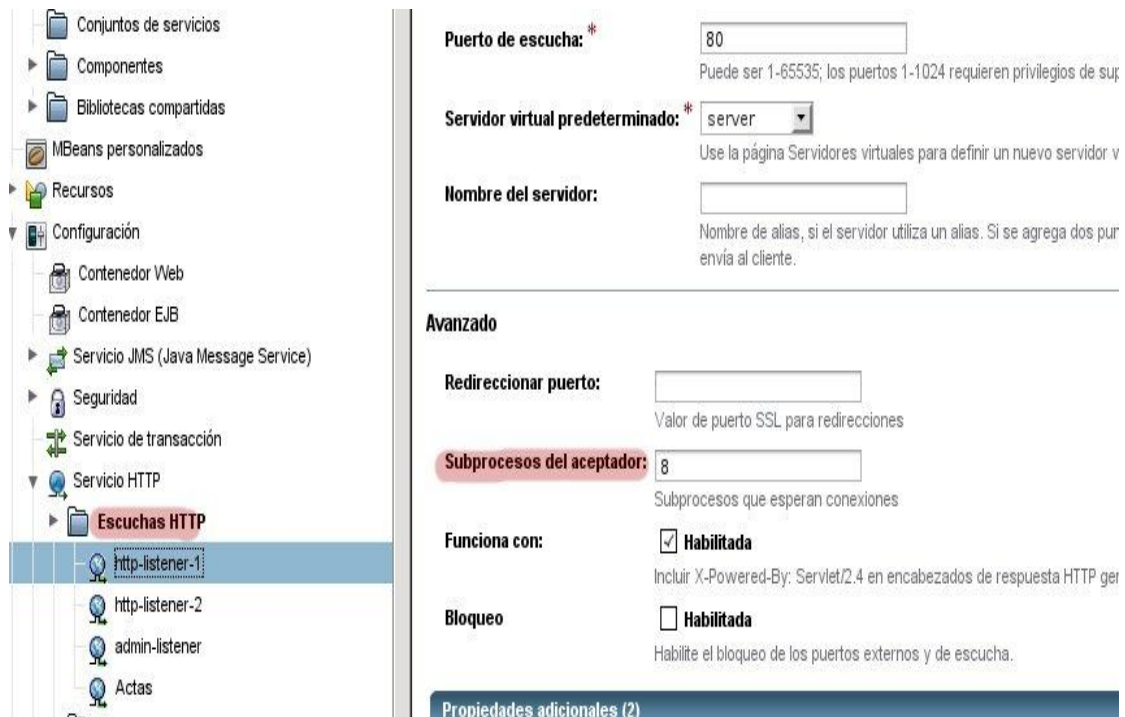 Conjuntos de servicios
Componentes
Bibliotecas compartidas
MBeans personalizados
Recursos
Configuración
Contenedor Web
Contenedor EJB
Servicio JMS (Java Message Service)
Seguridad
Servicio de transacción
Servicio HTTP
Escuchas HTTP
http-listener-1
http-listener-2
admin-listener
Actas
Puerto de escucha: * 80
Puede ser 1-65535; los puertos 1-1024 requieren privilegios de sup
Servidor virtual predeterminado: * server
Use la página Servidores virtuales para definir un nuevo servidor v
Nombre del servidor:
Nombre de alias, si el servidor utiliza un alias. Si se agrega dos pun
envía al cliente.
Avanzado
Redireccionar puerto:
Valor de puerto SSL para redirecciones
Subprocesos del aceptador: 8
Subprocesos que esperan conexiones
Funciona con: Habilitada
Incluir X-Powered-By: Servlet/2.4 en encabezados de respuesta HTTP ger
Bloqueo Habilitada
Habilite el bloqueo de los puertos externos y de escucha.
Propiedades adicionales (2)